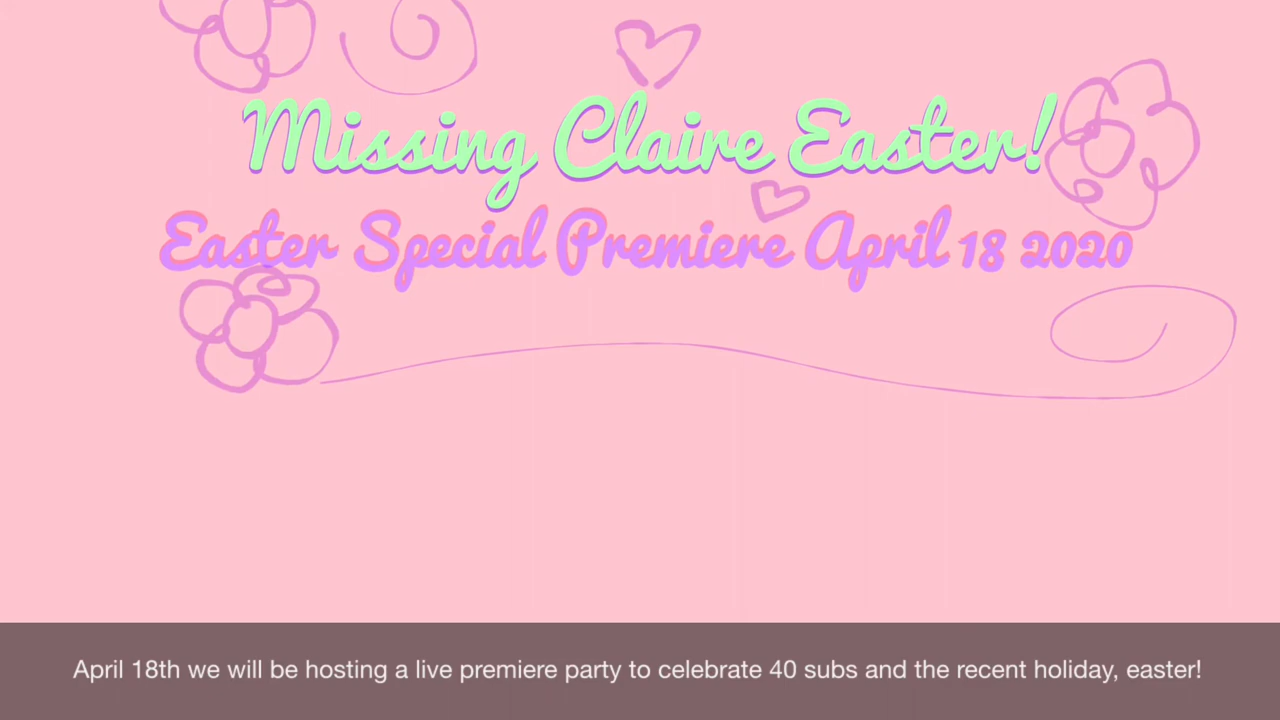 Missing Claire Easter!
Easter Special Premiere April 18 2020
April 18th we will be hosting a live premiere party to celebrate 40 subs and the recent holiday, easter!